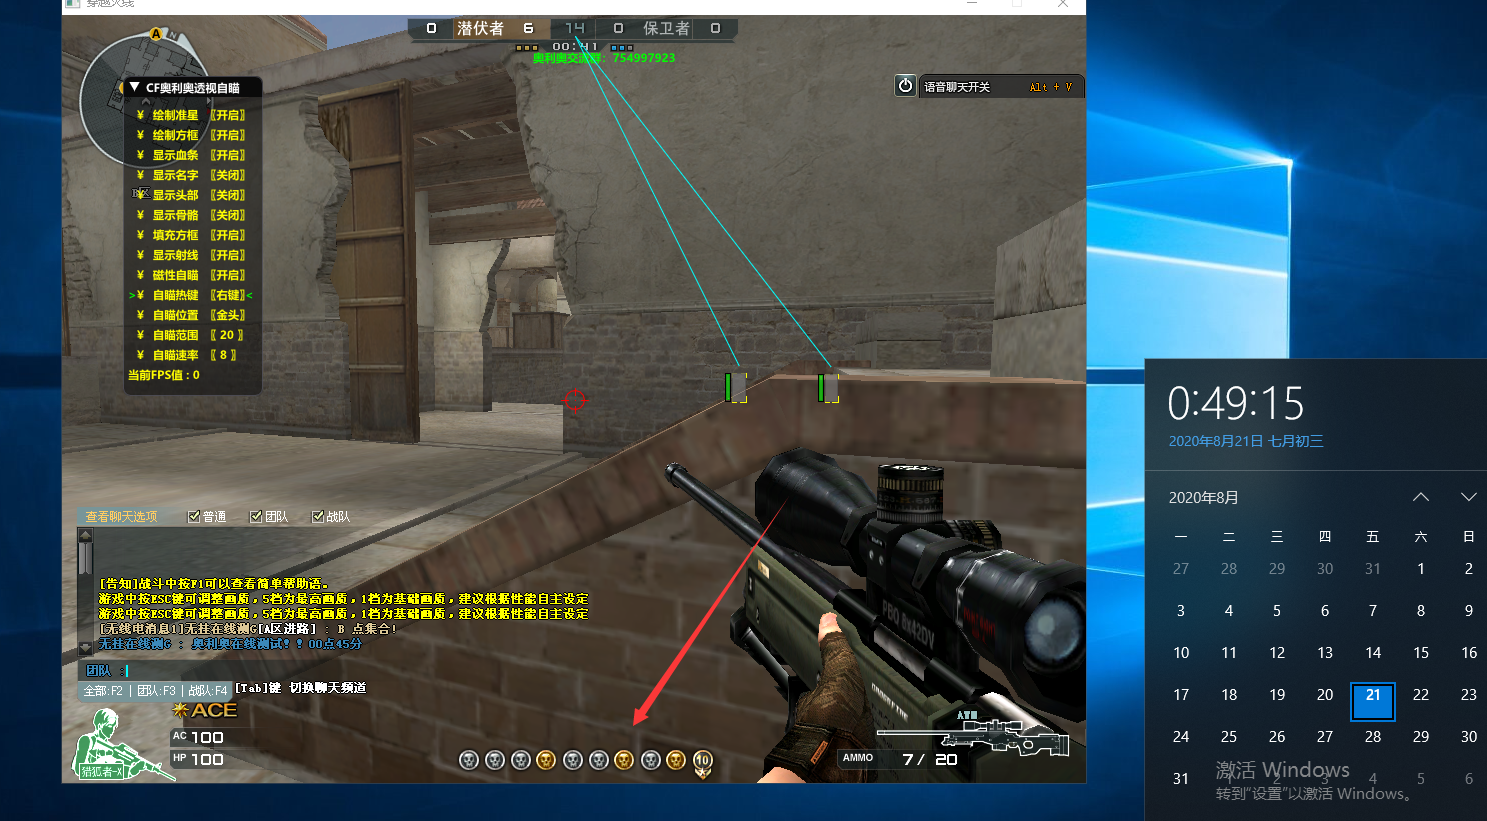 穿越火线
0 潜伏者 6 14 0 保卫者 0
00:41
奥利奥交流群：754997923
A N
语音聊天开关 Alt + V
▼ CF奥利奥透视自瞄
¥ 绘制准星 〖开启〗
¥ 绘制方框 〖开启〗
¥ 显示血条 〖开启〗
¥ 显示名字 〖关闭〗
¥ 显示头部 〖关闭〗
¥ 显示骨骼 〖关闭〗
¥ 填充方框 〖开启〗
¥ 显示射线 〖开启〗
¥ 磁性自瞄 〖开启〗
>¥ 自瞄热键 〖右键〗<
¥ 自瞄位置 〖金头〗
¥ 自瞄范围 〖 20 〗
¥ 自瞄速率 〖 8 〗
当前FPS值 : 0
查看聊天选项 普通 团队 战队
[告知]战斗中按F1可以查看简单帮助语。
游戏中按ESC键可调整画质，5档为最高画质，1档为基础画质，建议根据性能自主设定
游戏中按ESC键可调整画质，5档为最高画质，1档为基础画质，建议根据性能自主设定
[无线电消息1]无挂在线测G[A区进路] : B 点集合!
无挂在线测G : 奥利奥在线测试！！00点45分
团队 :
全部:F2 | 团队:F3 | 战队:F4 [Tab]键 切换聊天频道
ACE
AC 100
HP 100
猎狐者-X
10
PBQ 8x42DV
AWM
AMMO 7 / 20
0:49:15
2020年8月21日 七月初三
2020年8月
一 二 三 四 五 六 日
27 28 29 30 31 1 2
3 4 5 6 7 8 9
10 11 12 13 14 15 16
17 18 19 20 21 22 23
24 25 26 27 28 29 30
31 1 2 3 4 5 6
激活 Windows
转到“设置”以激活 Windows。